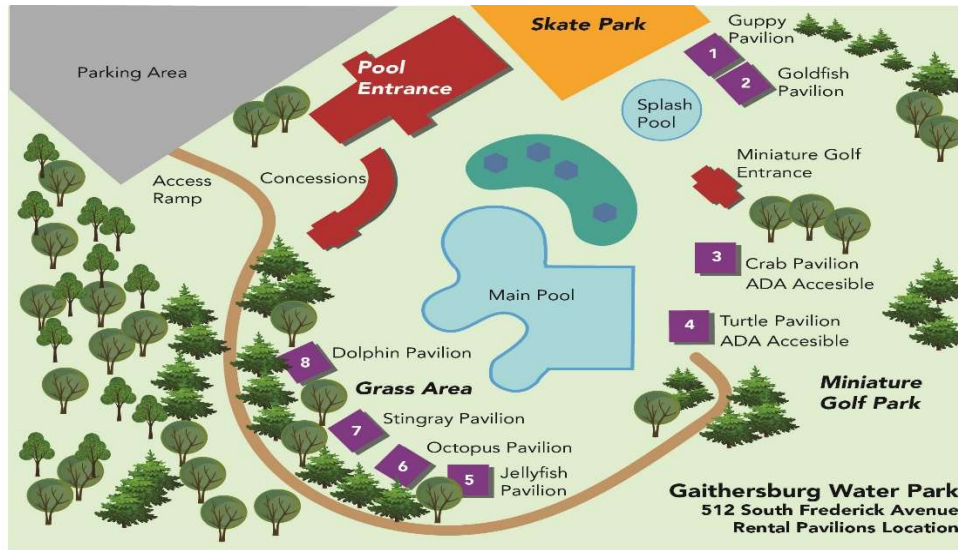 Parking Area
Pool
Entrance
Skate Park
Guppy
Pavilion
1
2
Goldfish
Pavilion
Splash
Pool
Access
Ramp
Concessions
Miniature Golf
Entrance
3
Crab Pavilion
ADA Accesible
Main Pool
4
Turtle Pavilion
ADA Accesible
8
Dolphin Pavilion
Grass Area
Miniature
Golf Park
7
Stingray Pavilion
6
Octopus Pavilion
5
Jellyfish
Pavilion
Gaithersburg Water Park
512 South Frederick Avenue
Rental Pavilions Location